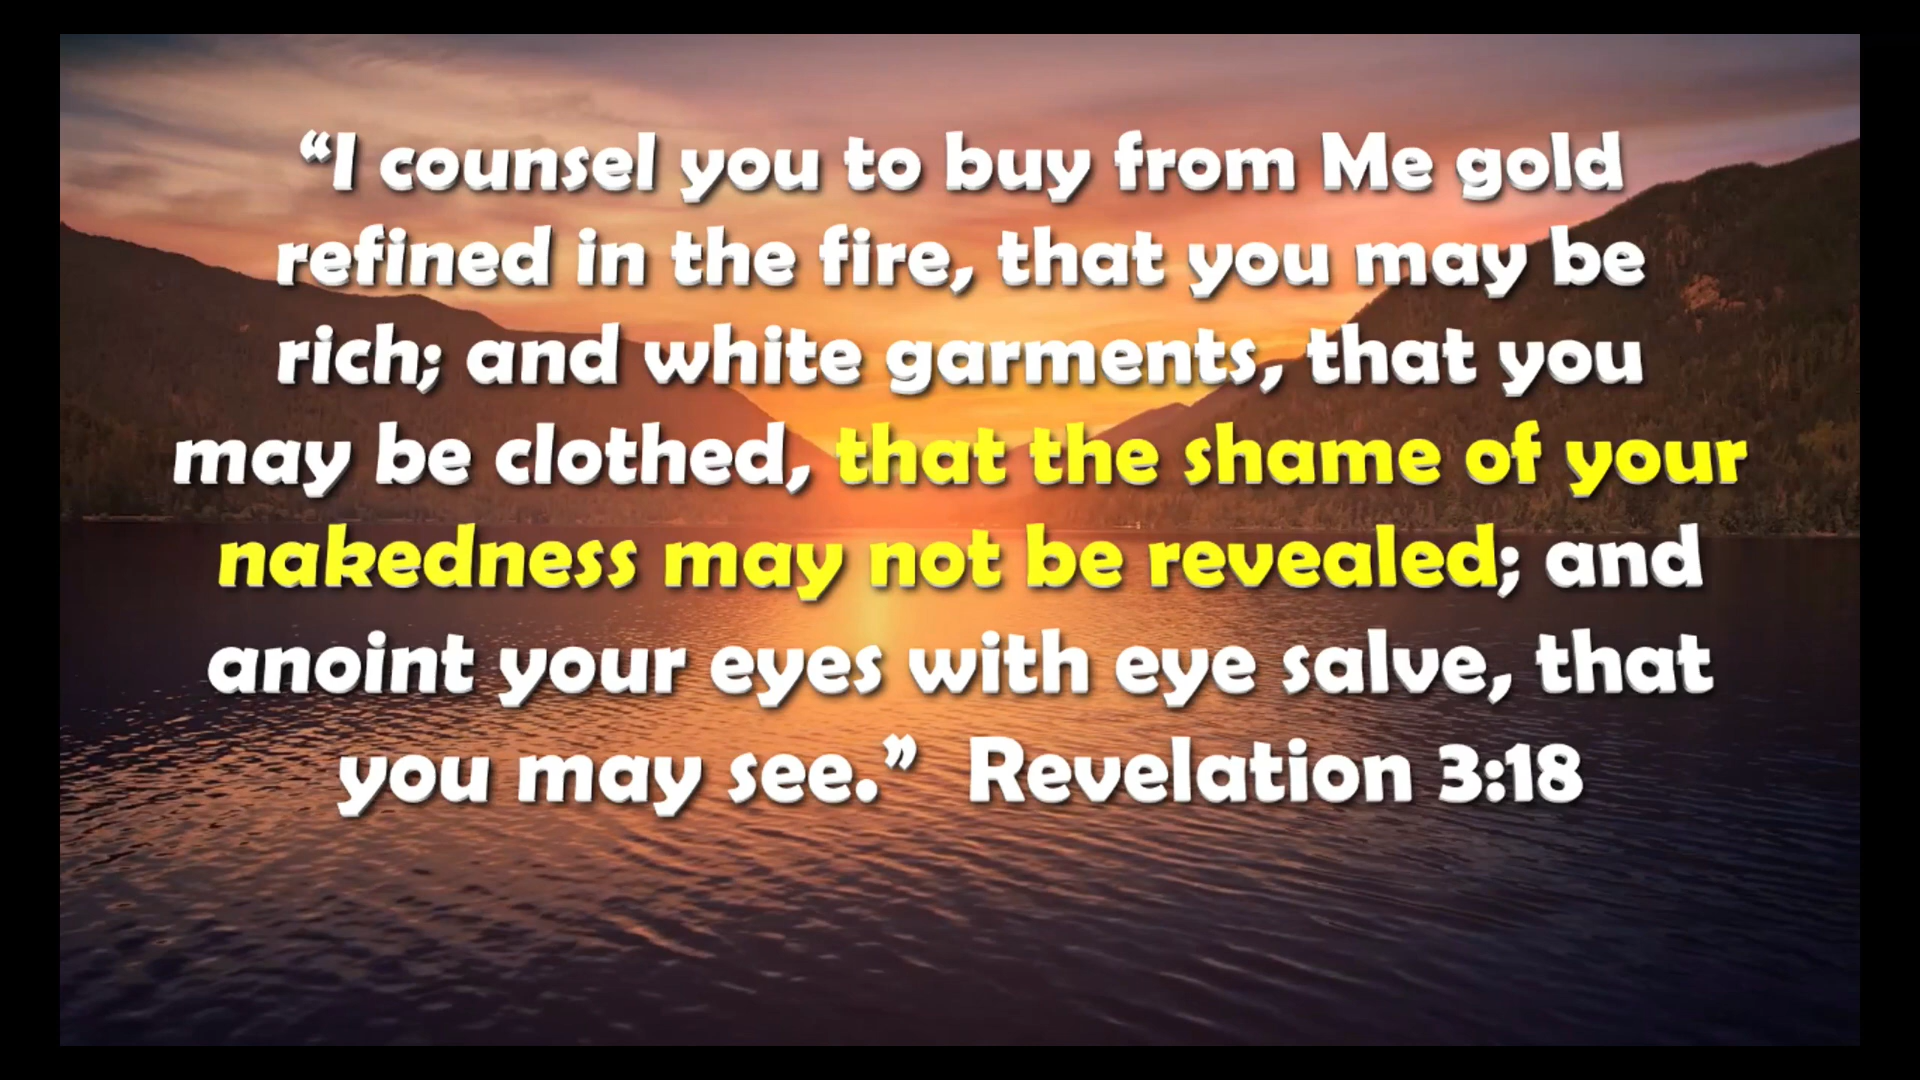 “I counsel you to buy from Me gold
refined in the fire, that you may be
rich; and white garments, that you
may be clothed, that the shame of your
nakedness may not be revealed; and
anoint your eyes with eye salve, that
you may see.”  Revelation 3:18